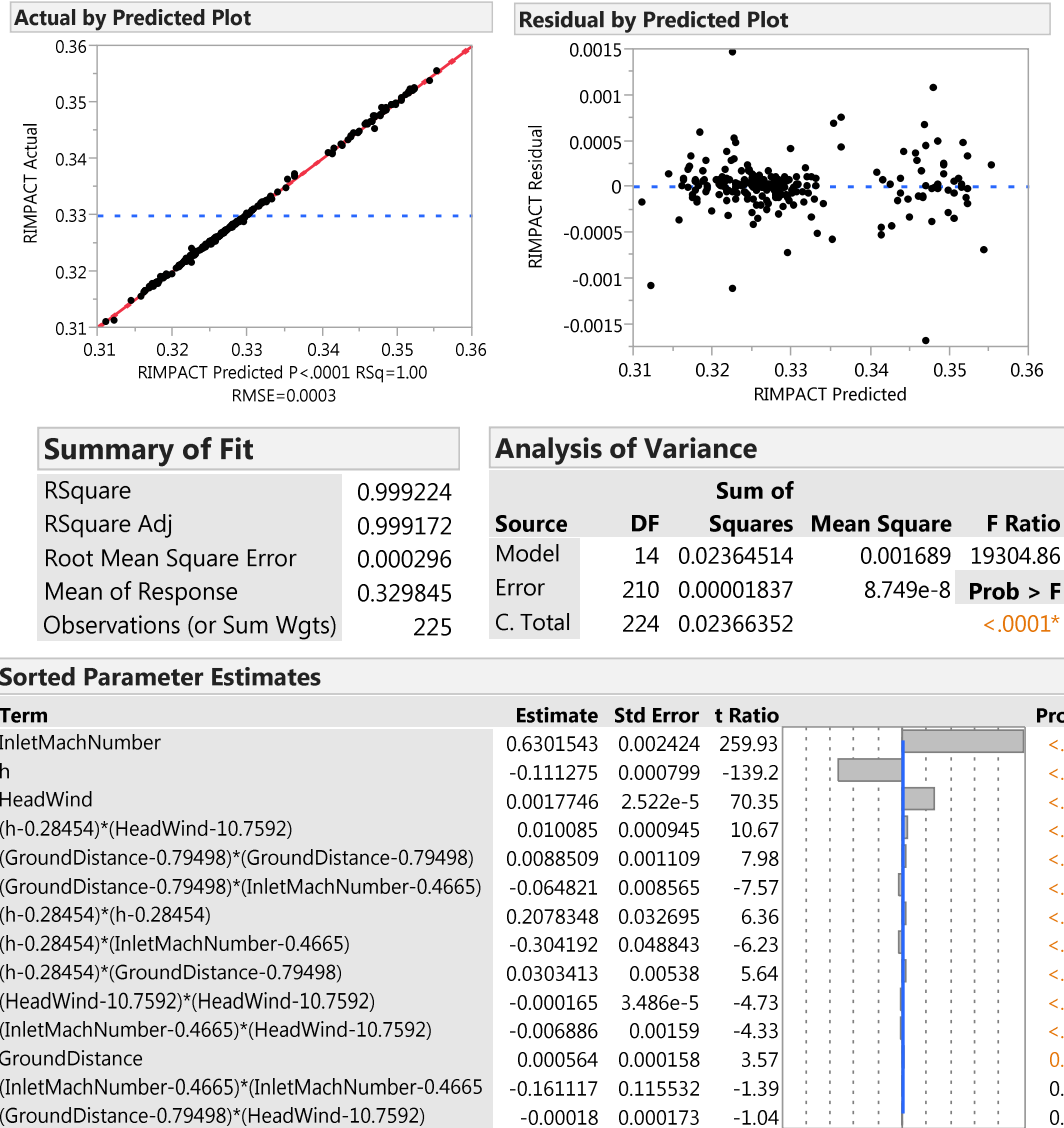 Actual by Predicted Plot
0.36
0.35
0.34
0.33
0.32
0.31
RIMPACT Actual
0.31 0.32 0.33 0.34 0.35 0.36
RIMPACT Predicted P<.0001 RSq=1.00
RMSE=0.0003
Residual by Predicted Plot
0.0015
0.001
0.0005
0
-0.0005
-0.001
-0.0015
RIMPACT Residual
0.31 0.32 0.33 0.34 0.35 0.36
RIMPACT Predicted
Summary of Fit
RSquare 0.999224
RSquare Adj 0.999172
Root Mean Square Error 0.000296
Mean of Response 0.329845
Observations (or Sum Wgts) 225
Analysis of Variance
Sum of
Source DF Squares Mean Square F Ratio
Model 14 0.02364514 0.001689 19304.86
Error 210 0.00001837 8.749e-8 Prob > F
C. Total 224 0.02366352 <.0001*
Sorted Parameter Estimates
Term Estimate Std Error t Ratio Pro
InletMachNumber 0.6301543 0.002424 259.93 <.
h -0.111275 0.000799 -139.2 <.
HeadWind 0.0017746 2.522e-5 70.35 <.
(h-0.28454)*(HeadWind-10.7592) 0.010085 0.000945 10.67 <.
(GroundDistance-0.79498)*(GroundDistance-0.79498) 0.0088509 0.001109 7.98 <.
(GroundDistance-0.79498)*(InletMachNumber-0.4665) -0.064821 0.008565 -7.57 <.
(h-0.28454)*(h-0.28454) 0.2078348 0.032695 6.36 <.
(h-0.28454)*(InletMachNumber-0.4665) -0.304192 0.048843 -6.23 <.
(h-0.28454)*(GroundDistance-0.79498) 0.0303413 0.00538 5.64 <.
(HeadWind-10.7592)*(HeadWind-10.7592) -0.000165 3.486e-5 -4.73 <.
(InletMachNumber-0.4665)*(HeadWind-10.7592) -0.006886 0.00159 -4.33 <.
GroundDistance 0.000564 0.000158 3.57 0.
(InletMachNumber-0.4665)*(InletMachNumber-0.4665 -0.161117 0.115532 -1.39 0.
(GroundDistance-0.79498)*(HeadWind-10.7592) -0.00018 0.000173 -1.04 0.